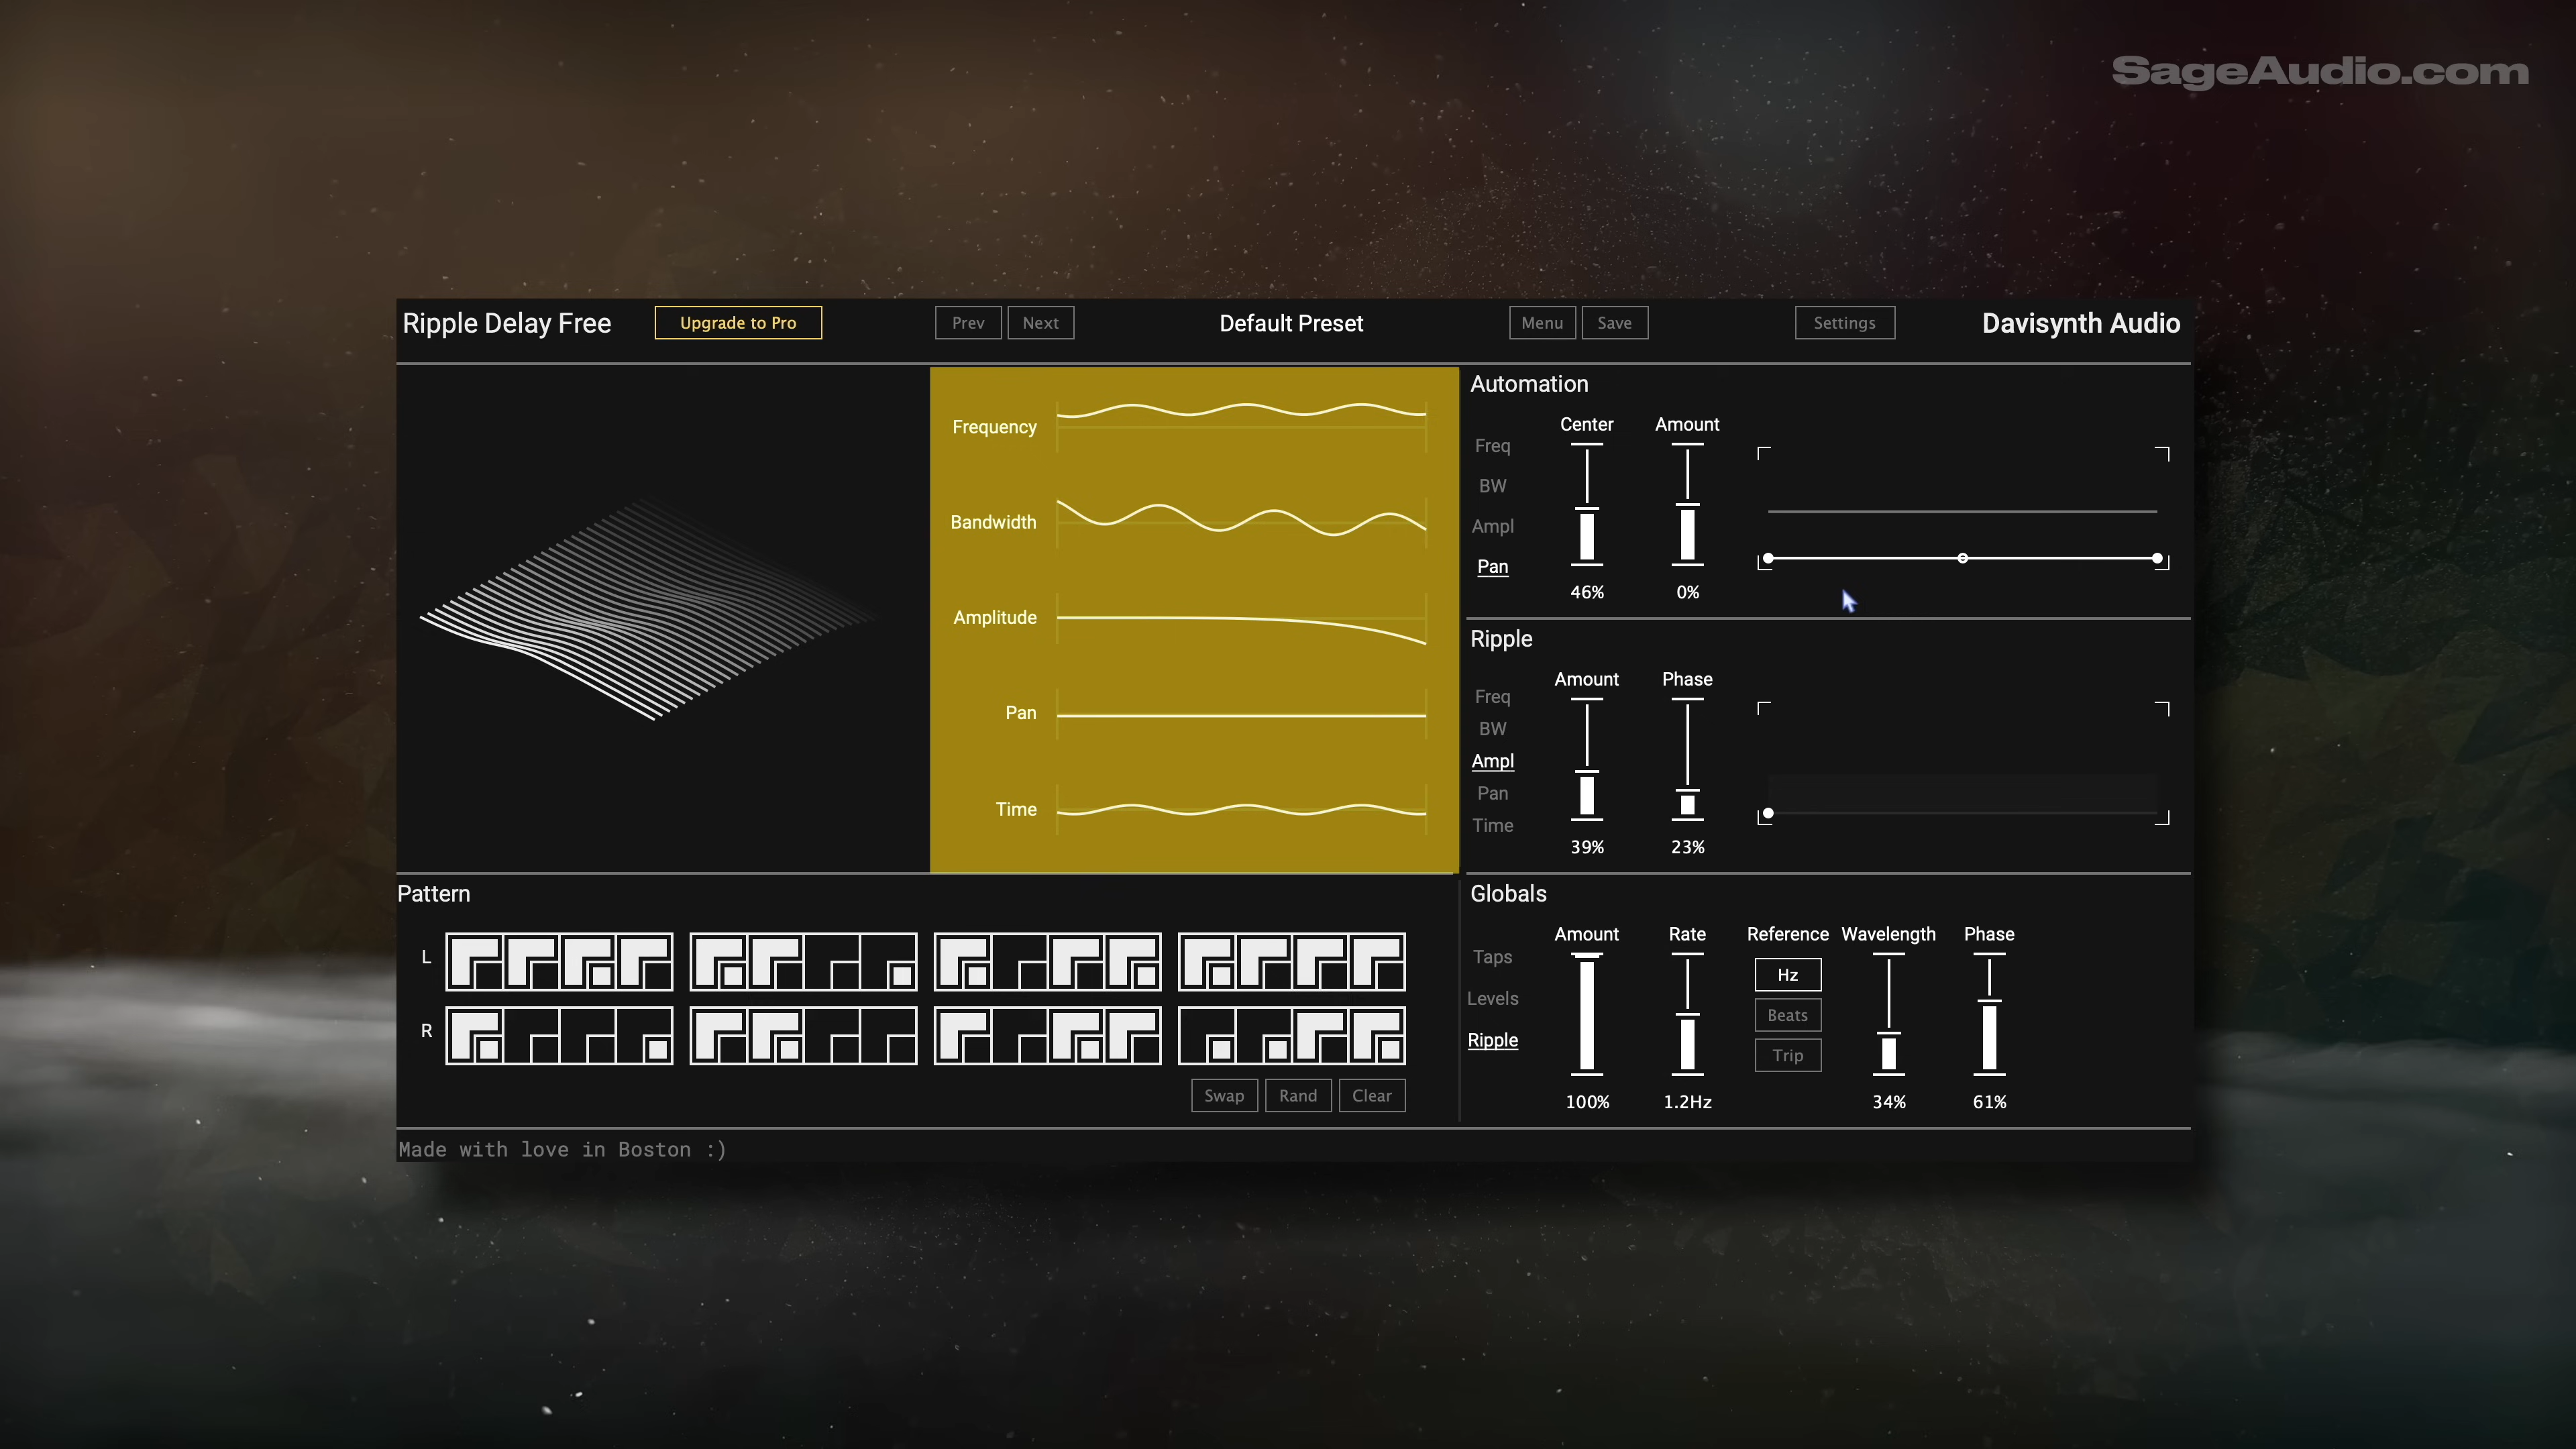 SageAudio.com
Ripple Delay Free
Upgrade to Pro
Prev
Next
Default Preset
Menu
Save
Settings
Davisynth Audio
Frequency
Bandwidth
Amplitude
Pan
Time
Automation
Center
Amount
Freq
BW
Ampl
Pan
46%
0%
Ripple
Amount
Phase
Freq
BW
Ampl
Pan
Time
39%
23%
Pattern
L
R
Swap
Rand
Clear
Globals
Amount
Rate
Reference
Wavelength
Phase
Taps
Levels
Ripple
Hz
Beats
Trip
100%
1.2Hz
34%
61%
Made with love in Boston :)